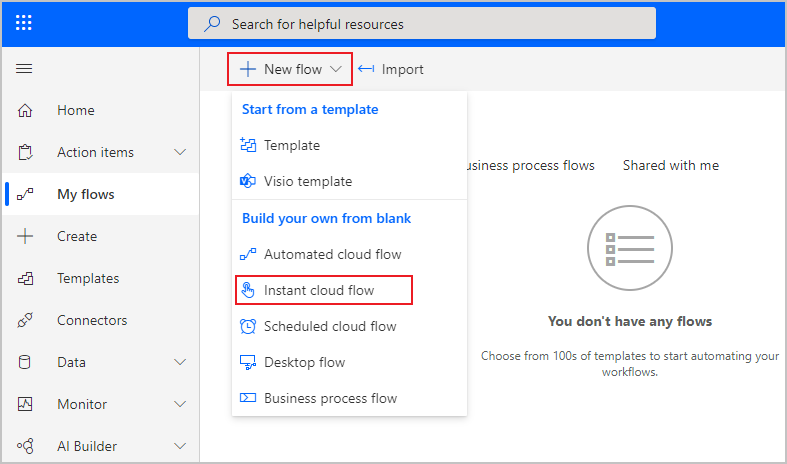 Search for helpful resources
New flow
Import
Home
Action items
My flows
Create
Templates
Connectors
Data
Monitor
AI Builder
Start from a template
Template
Visio template
Build your own from blank
Automated cloud flow
Instant cloud flow
Scheduled cloud flow
Desktop flow
Business process flow
usiness process flows
Shared with me
You don't have any flows
Choose from 100s of templates to start automating your
workflows.